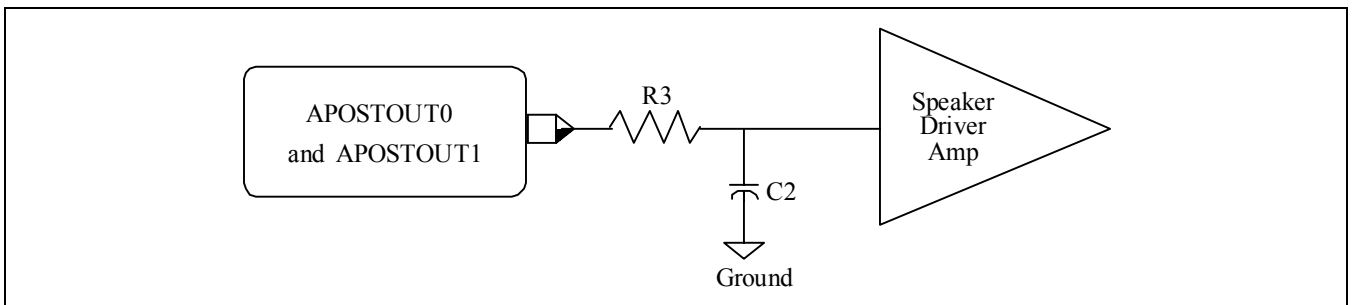 APOSTOUT0
and APOSTOUT1
R3
C2
Ground
Speaker
Driver
Amp